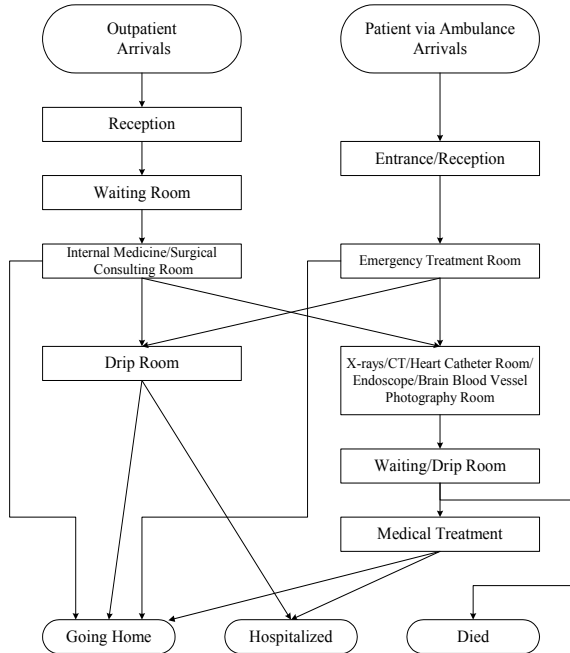 Outpatient
Arrivals
Patient via Ambulance
Arrivals
Reception
Entrance/Reception
Waiting Room
Internal Medicine/Surgical
Consulting Room
Emergency Treatment Room
Drip Room
X-rays/CT/Heart Catheter Room/
Endoscope/Brain Blood Vessel
Photography Room
Waiting/Drip Room
Medical Treatment
Going Home
Hospitalized
Died